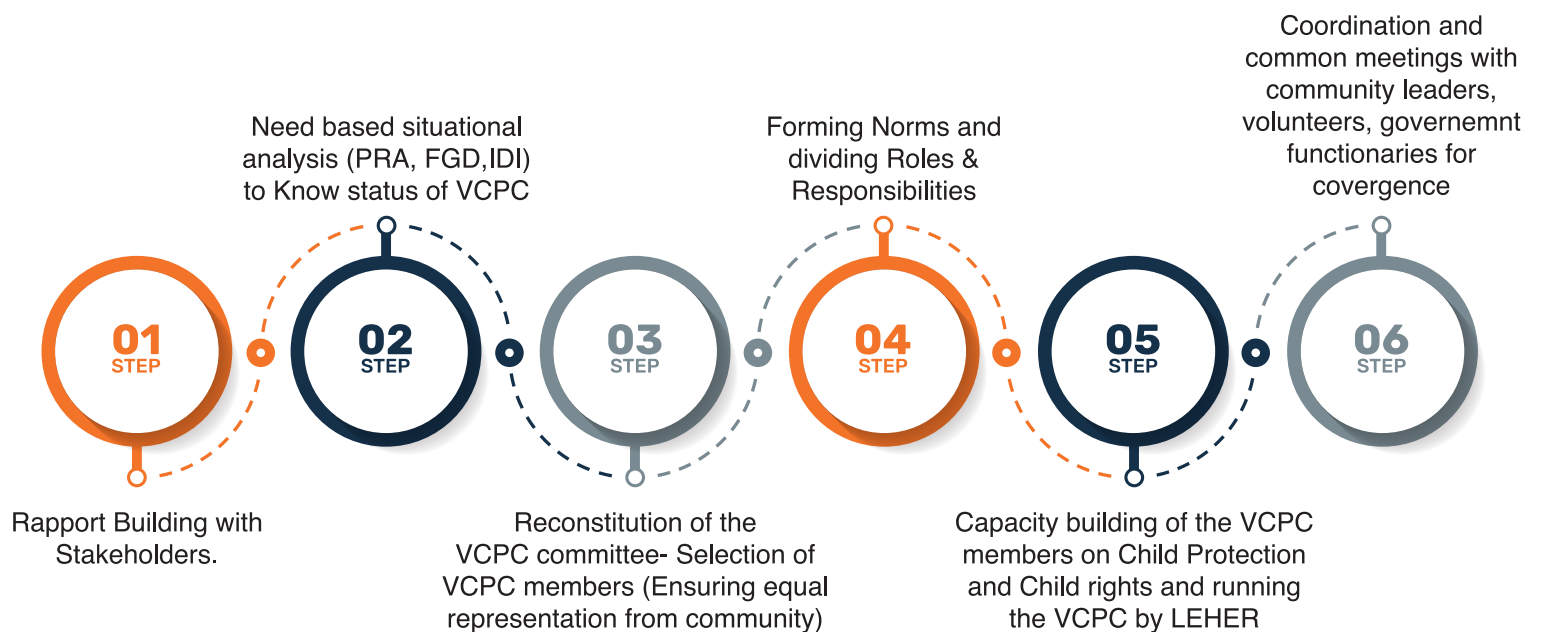 01
STEP
Rapport Building with
Stakeholders.
Need based situational
analysis (PRA, FGD,IDI)
to Know status of VCPC
02
STEP
03
STEP
Reconstitution of the
VCPC committee- Selection of
VCPC members (Ensuring equal
representation from community)
Forming Norms and
dividing Roles &
Responsibilities
04
STEP
05
STEP
Capacity building of the VCPC
members on Child Protection
and Child rights and running
the VCPC by LEHER
Coordination and
common meetings with
community leaders,
volunteers, governemnt
functionaries for
covergence
06
STEP